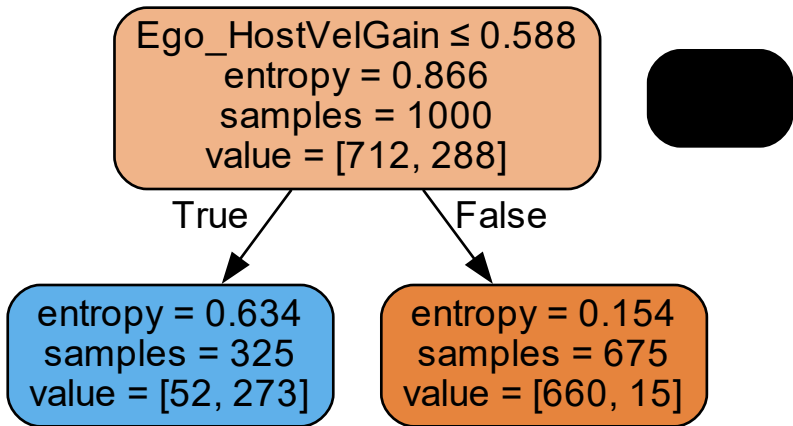 Ego_HostVelGain ≤ 0.588
entropy = 0.866
samples = 1000
value = [712, 288]
True
False
entropy = 0.634
samples = 325
value = [52, 273]
entropy = 0.154
samples = 675
value = [660, 15]